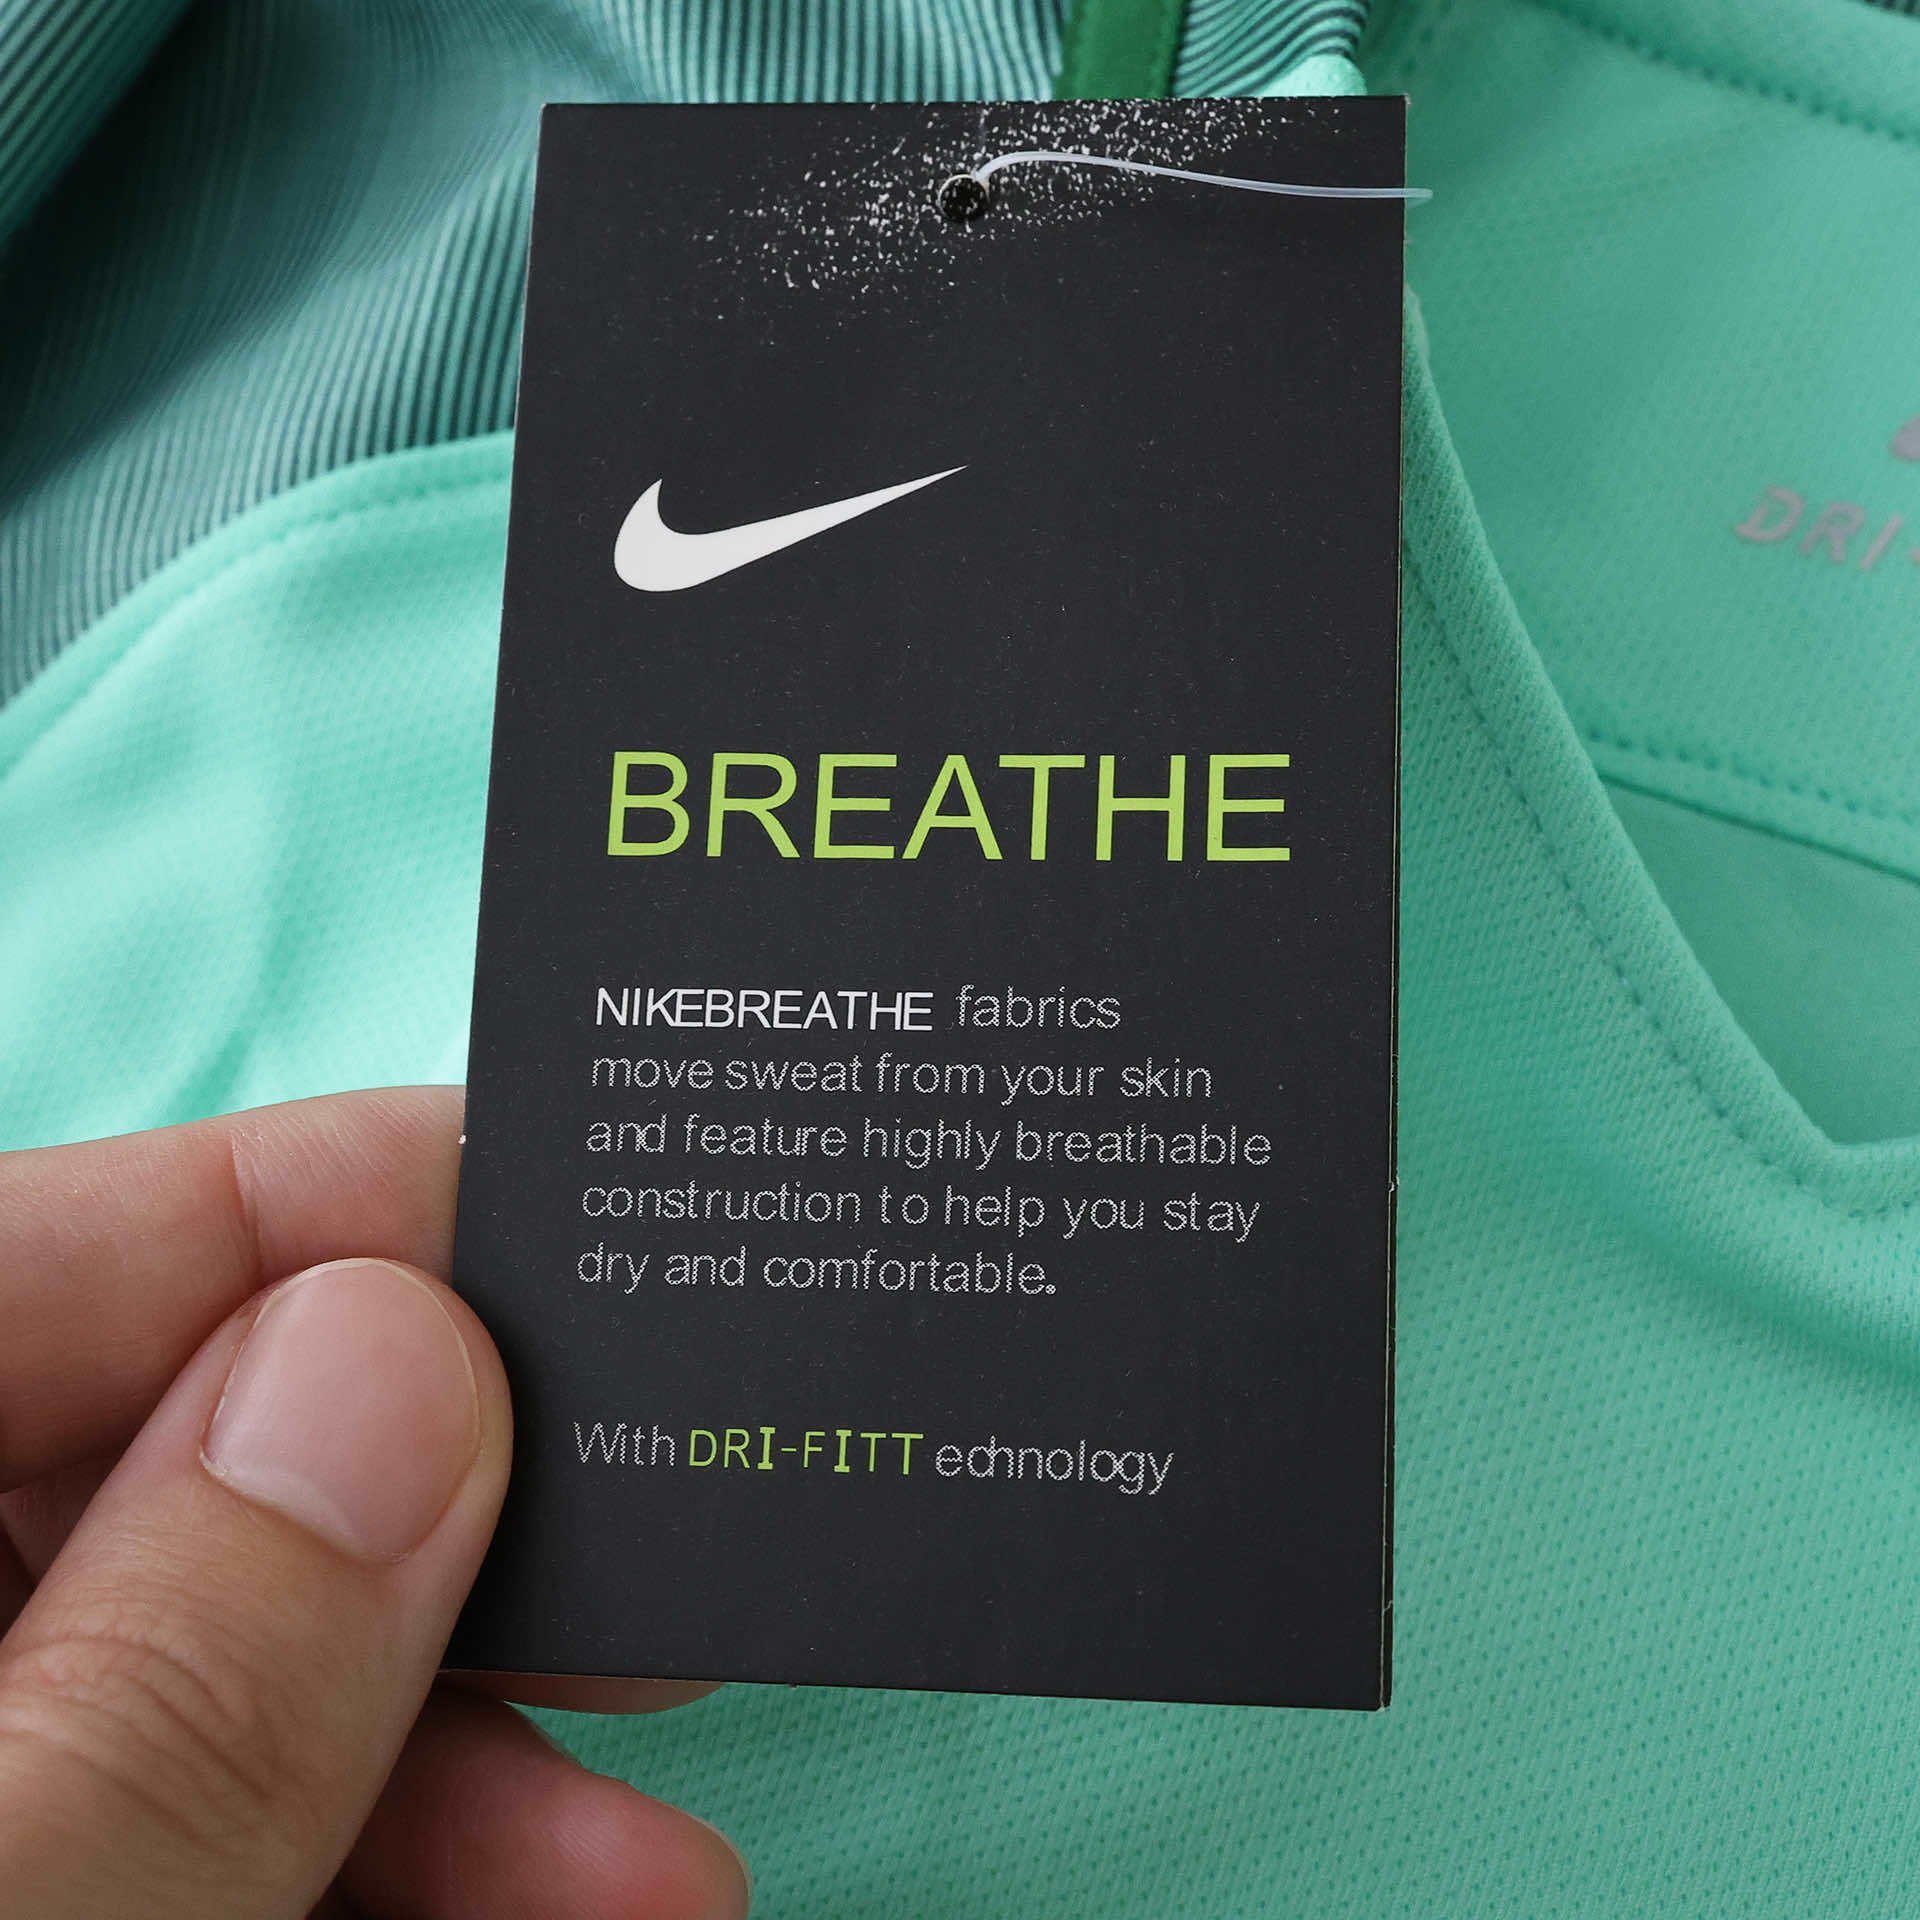 BREATHE
NIKEBREATHE fabrics
move sweat from your skin
and feature highly breathable
construction to help you stay
dry and comfortable.
With DRI-FITT echnology
DRI-